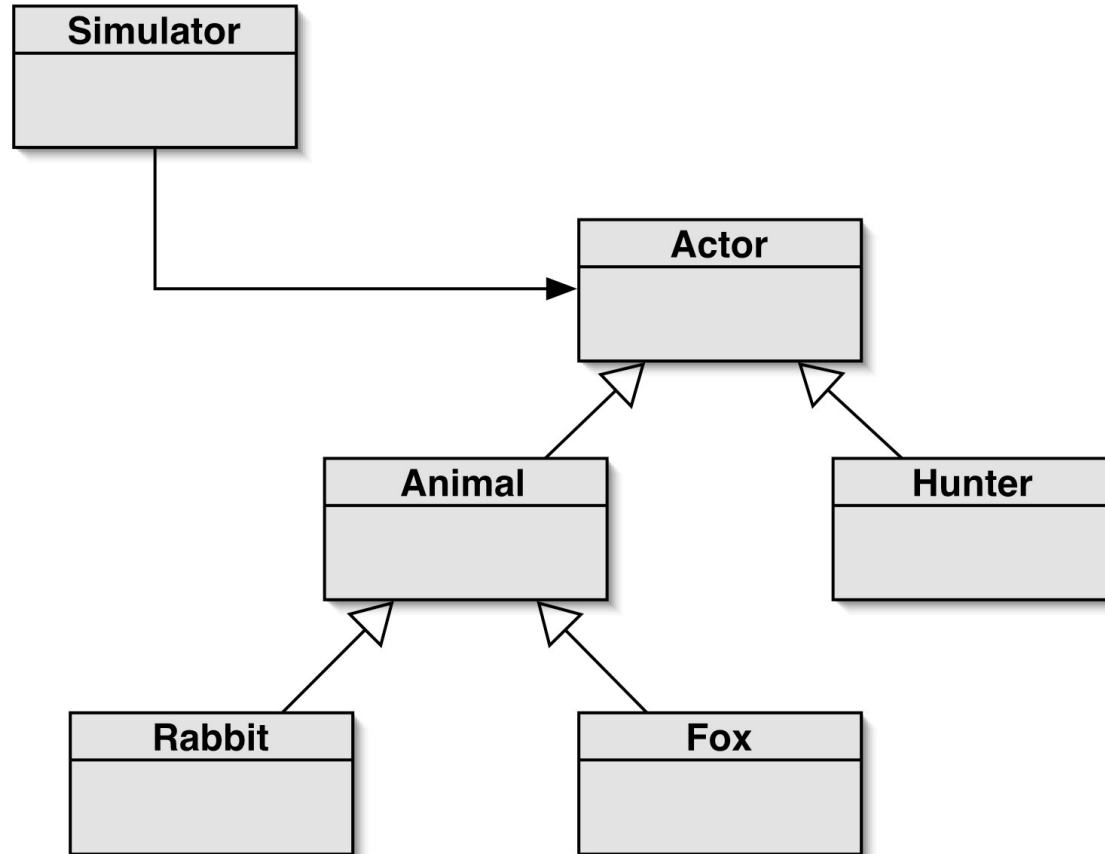 Simulator
Actor
Animal
Hunter
Rabbit
Fox